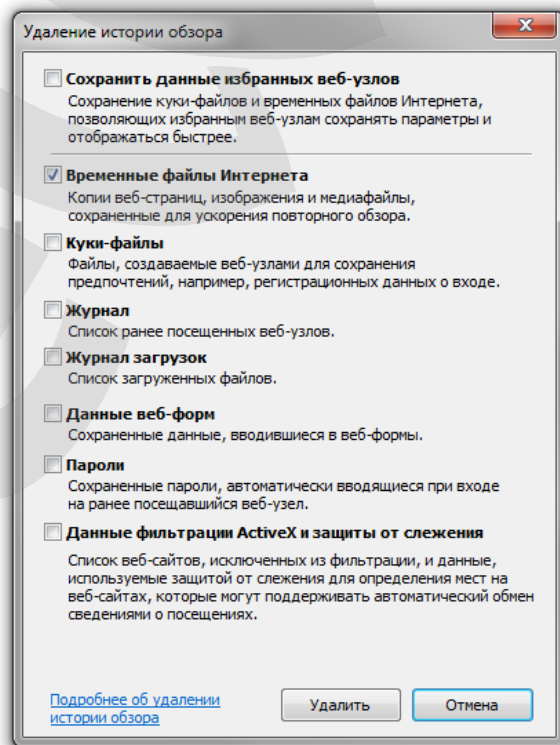 Удаление истории обзора
Сохранить данные избранных веб-узлов
Сохранение куки-файлов и временных файлов Интернета,
позволяющих избранным веб-узлам сохранять параметры и
отображаться быстрее.
Временные файлы Интернета
Копии веб-страниц, изображения и медиафайлы,
сохраненные для ускорения повторного обзора.
Куки-файлы
Файлы, создаваемые веб-узлами для сохранения
предпочтений, например, регистрационных данных о входе.
Журнал
Список ранее посещенных веб-узлов.
Журнал загрузок
Список загруженных файлов.
Данные веб-форм
Сохраненные данные, вводившиеся в веб-формы.
Пароли
Сохраненные пароли, автоматически вводящиеся при входе
на ранее посещавшийся веб-узел.
Данные фильтрации ActiveX и защиты от слежения
Список веб-сайтов, исключенных из фильтрации, и данные,
используемые защитой от слежения для определения мест на
веб-сайтах, которые могут поддерживать автоматический обмен
сведениями о посещениях.
Подробнее об удалении
истории обзора
Удалить
Отмена